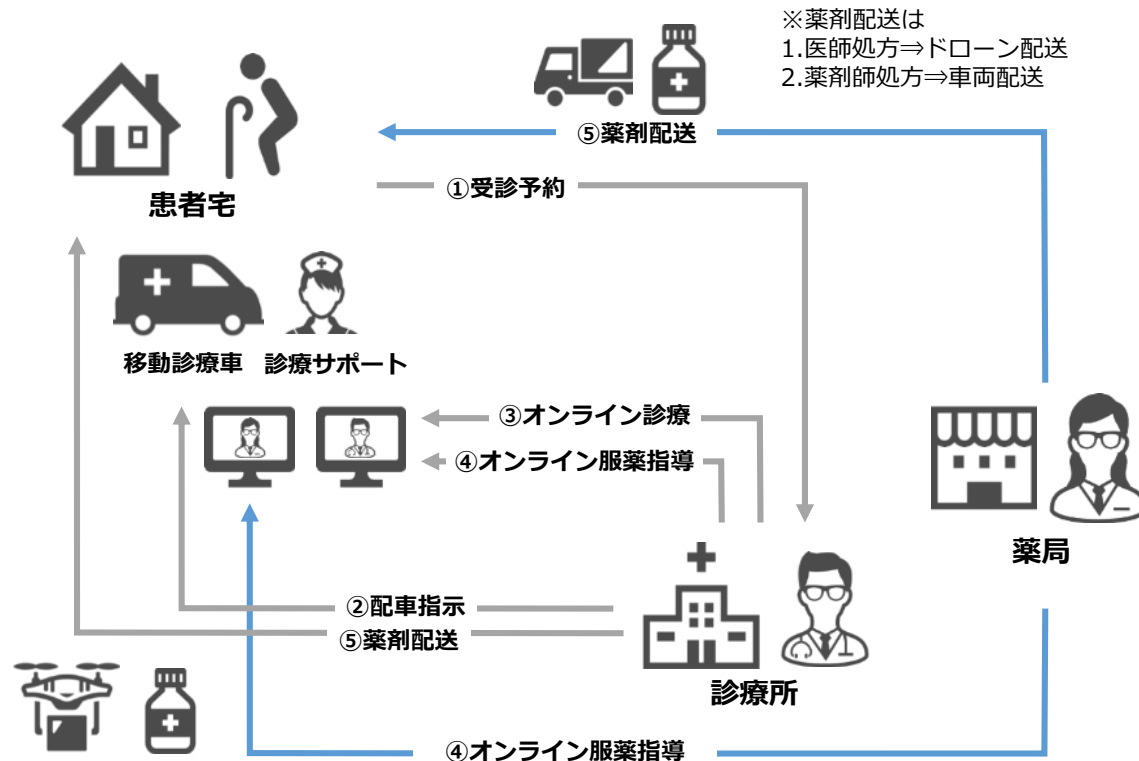 ※薬剤配送は
1.医師処方⇒ドローン配送
2.薬剤師処方⇒車両配送
⑤薬剤配送
①受診予約
患者宅
移動診療車 診療サポート
③オンライン診療
④オンライン服薬指導
薬局
②配車指示
⑤薬剤配送
診療所
④オンライン服薬指導